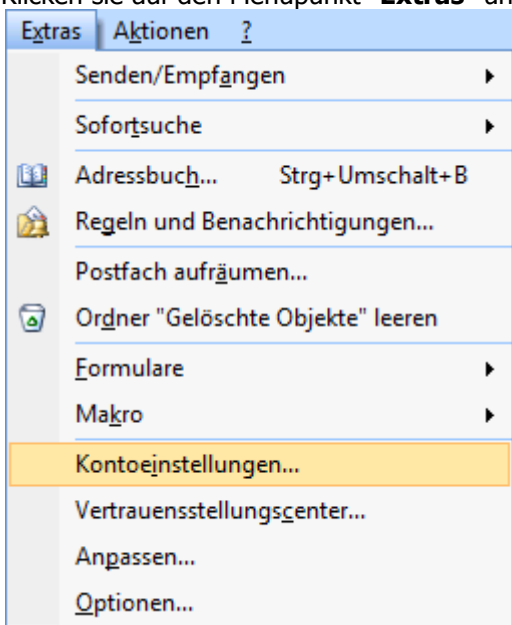 Klicken sie auf den Menüpunkt "Extras" un
Extras Aktionen ?
Senden/Empfangen
Sofortsuche
Adressbuch... Strg+Umschalt+B
Regeln und Benachrichtigungen...
Postfach aufräumen...
Ordner "Gelöschte Objekte" leeren
Formulare
Makro
Kontoeinstellungen...
Vertrauensstellungscenter...
Anpassen...
Optionen...